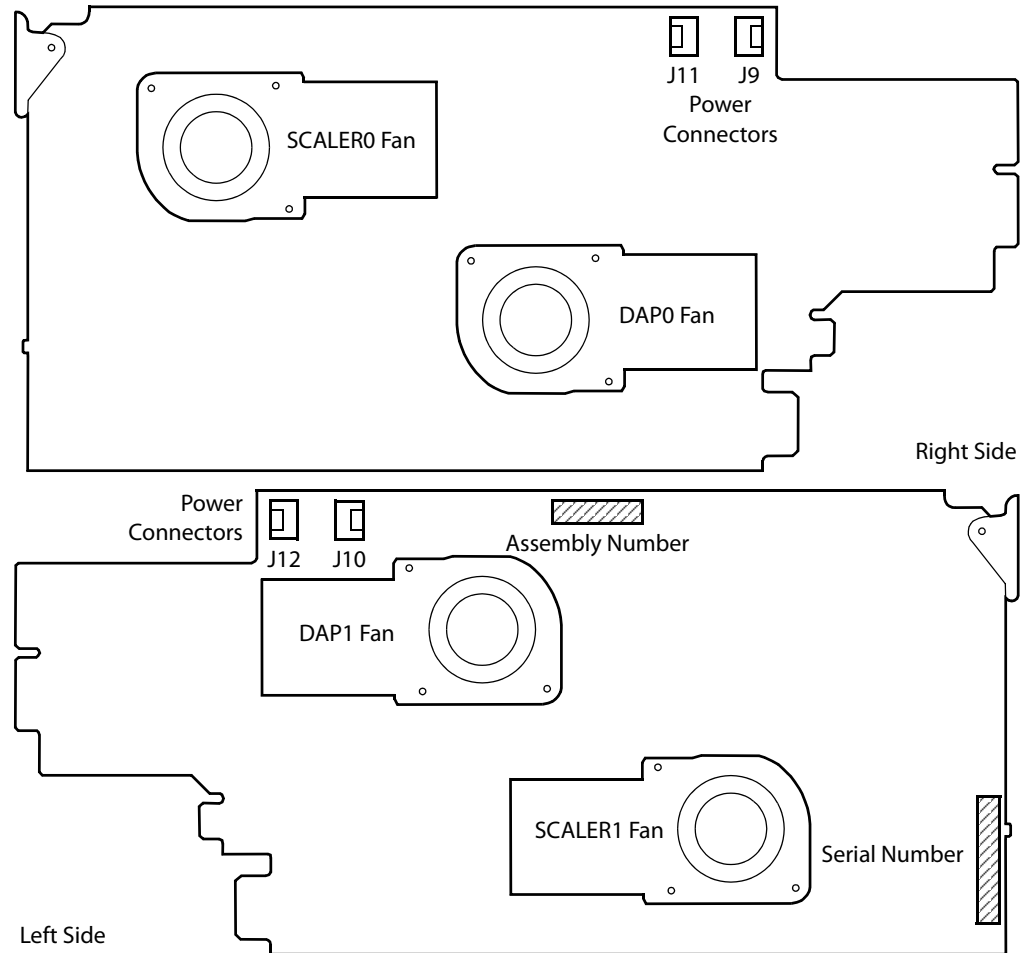 J11
J9
Power
Connectors
SCALER0 Fan
DAP0 Fan
Right Side
Power
Connectors
J12
J10
Assembly Number
DAP1 Fan
SCALER1 Fan
Serial Number
Left Side